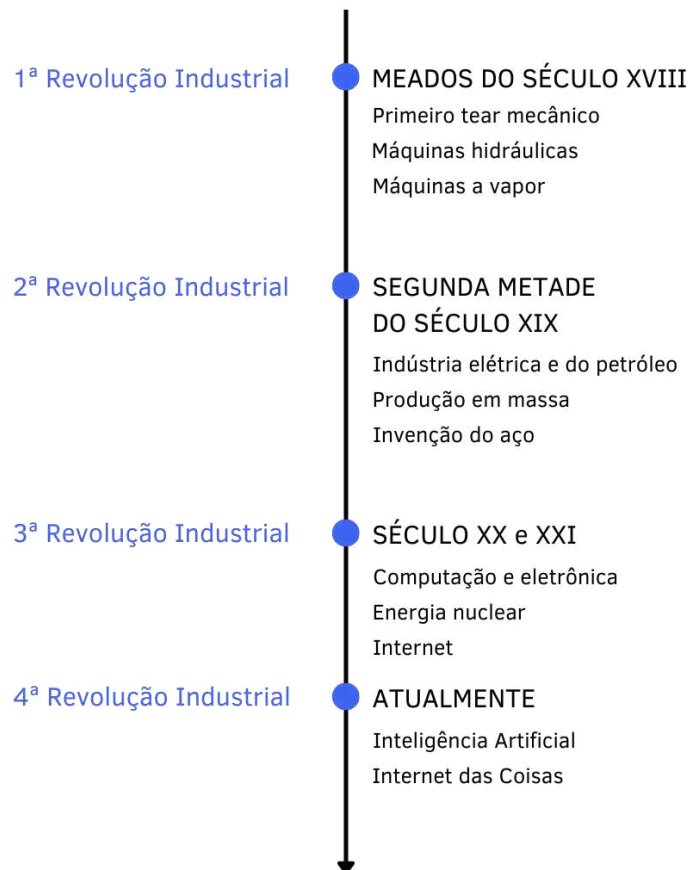 1ª Revolução Industrial
MEADOS DO SÉCULO XVIII
Primeiro tear mecânico
Máquinas hidráulicas
Máquinas a vapor
2ª Revolução Industrial
SEGUNDA METADE
DO SÉCULO XIX
Indústria elétrica e do petróleo
Produção em massa
Invenção do aço
3ª Revolução Industrial
SÉCULO XX e XXI
Computação e eletrônica
Energia nuclear
Internet
4ª Revolução Industrial
ATUALMENTE
Inteligência Artificial
Internet das Coisas